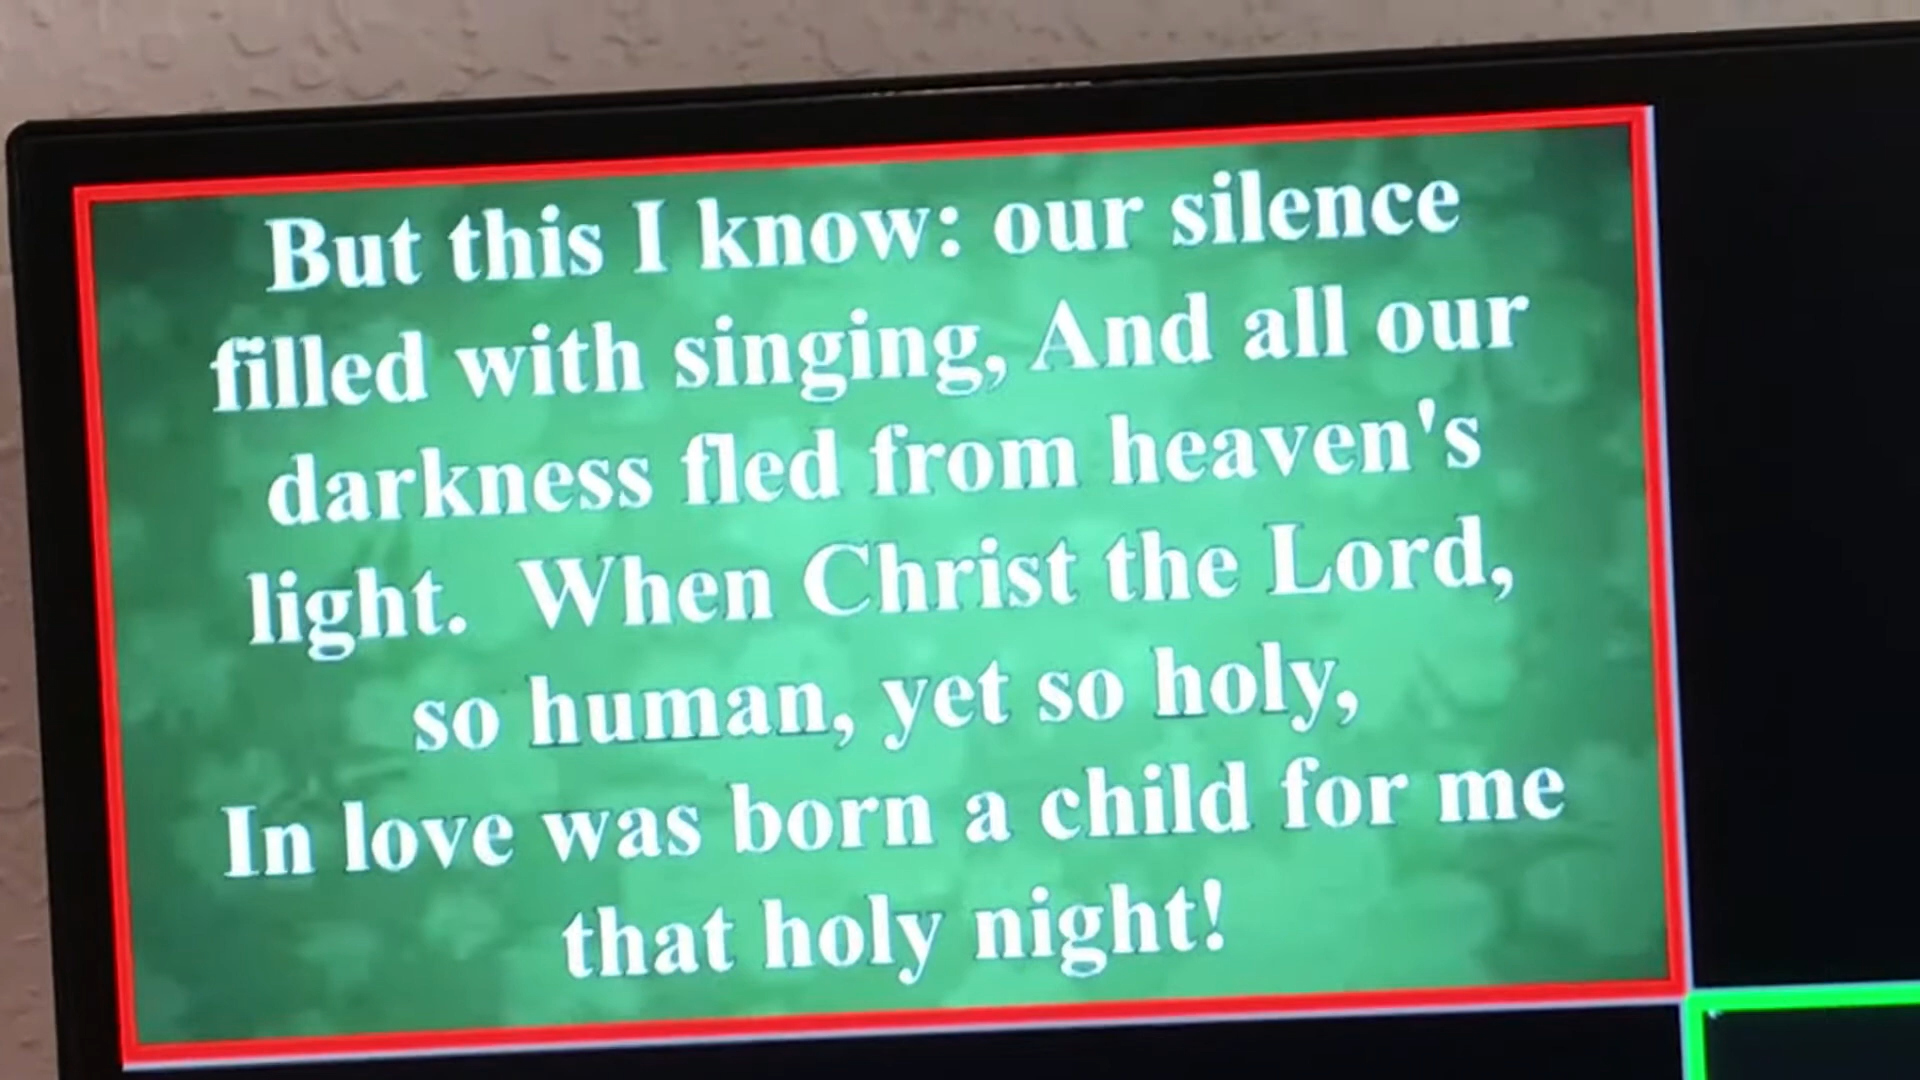 But this I know: our silence
filled with singing, And all our
darkness fled from heaven's
light.  When Christ the Lord,
so human, yet so holy,
In love was born a child for me
that holy night!